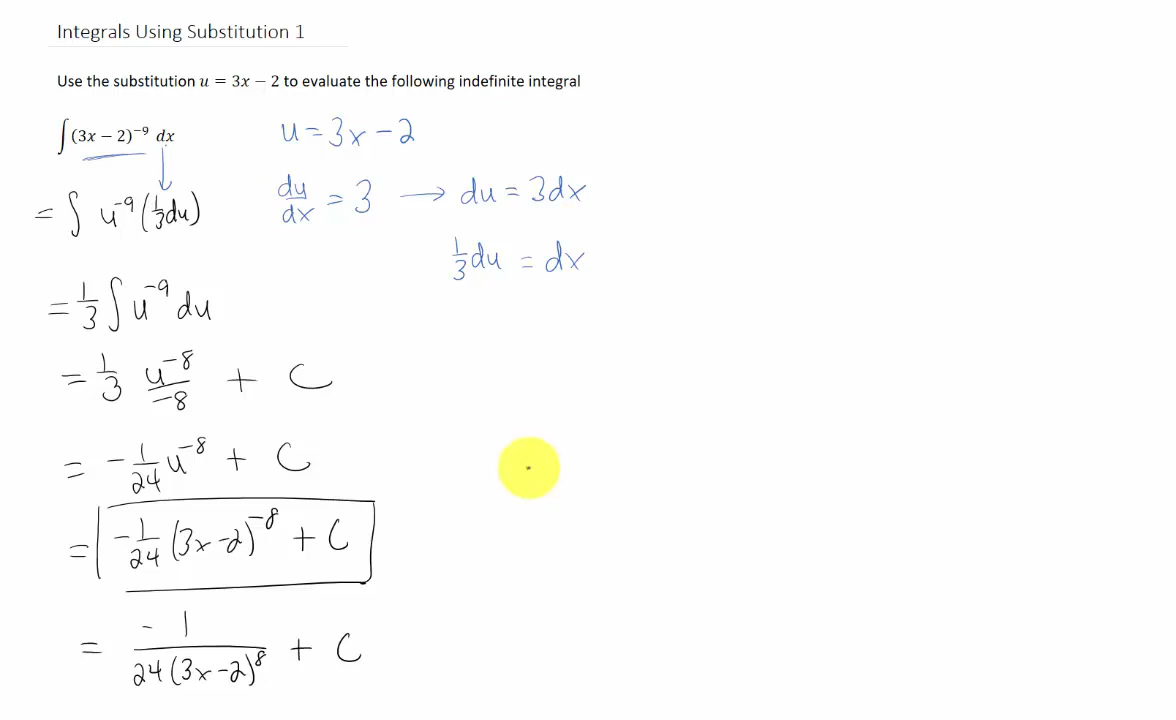 Integrals Using Substitution 1
Use the substitution u = 3x − 2 to evaluate the following indefinite integral
∫(3x − 2)⁻⁹ dx
u = 3x − 2
= ∫ u⁻⁹ (1/3 du)
du/dx = 3 → du = 3dx
1/3 du = dx
= 1/3 ∫ u⁻⁹ du
= 1/3 u⁻⁸/−8 + C
= −1/24 u⁻⁸ + C
= −1/24 (3x−2)⁻⁸ + C
= −1/24(3x−2)⁸ + C